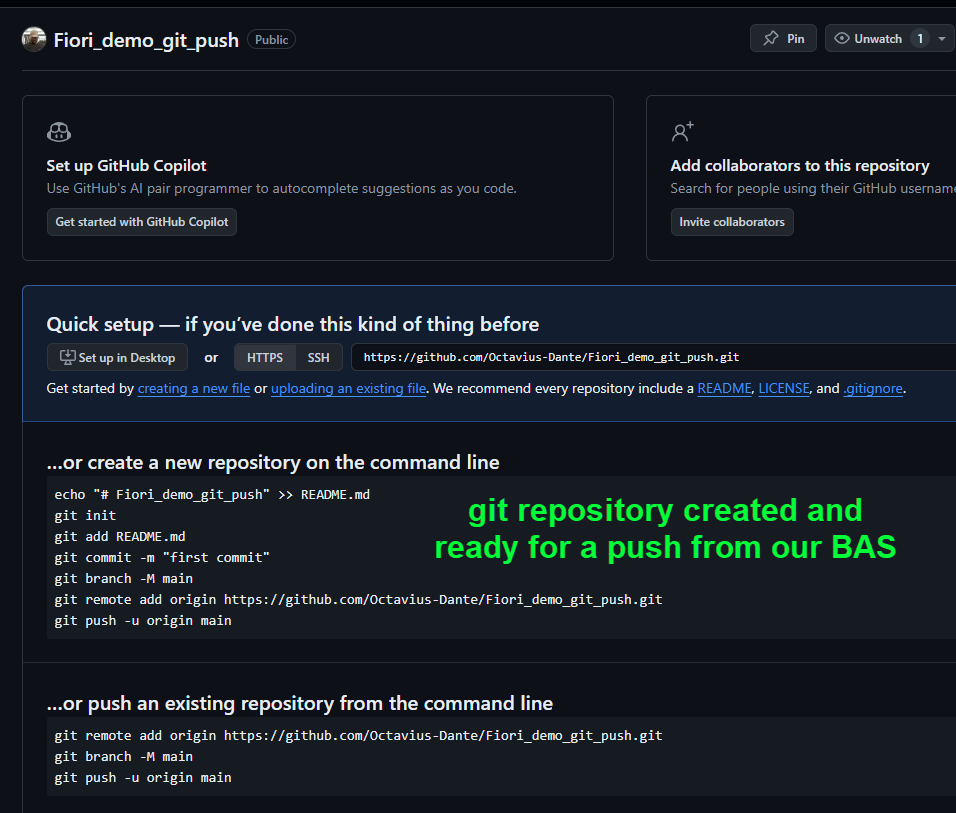 Fiori_demo_git_push Public
Pin
Unwatch 1
Set up GitHub Copilot
Use GitHub's AI pair programmer to autocomplete suggestions as you code.
Get started with GitHub Copilot
Add collaborators to this repository
Search for people using their GitHub username
Invite collaborators
Quick setup — if you've done this kind of thing before
Set up in Desktop or HTTPS SSH https://github.com/Octavius-Dante/Fiori_demo_git_push.git
Get started by creating a new file or uploading an existing file. We recommend every repository include a README, LICENSE, and .gitignore.
...or create a new repository on the command line
echo "# Fiori_demo_git_push" >> README.md
git init
git add README.md
git commit -m "first commit"
git branch -M main
git remote add origin https://github.com/Octavius-Dante/Fiori_demo_git_push.git
git push -u origin main
git repository created and
ready for a push from our BAS
...or push an existing repository from the command line
git remote add origin https://github.com/Octavius-Dante/Fiori_demo_git_push.git
git branch -M main
git push -u origin main